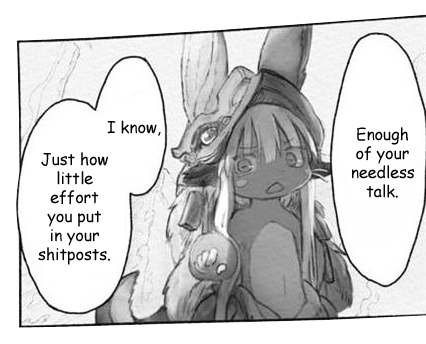 Enough
of your
needless
talk.
I know,
Just how
little
effort
you put
in your
shitposts.